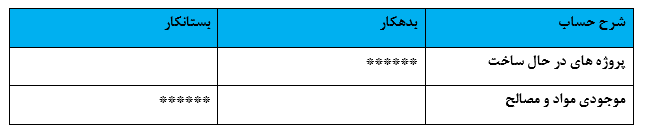 شرح حساب بدهکار بستانکار
پروژه های در حال ساخت ******
موجودی مواد و مصالح ******